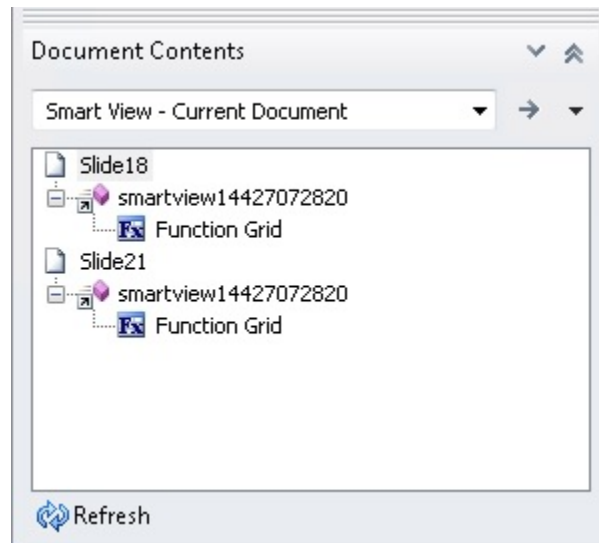 Document Contents
Smart View - Current Document
Slide18
smartview14427072820
Fx Function Grid
Slide21
smartview14427072820
Fx Function Grid
Refresh